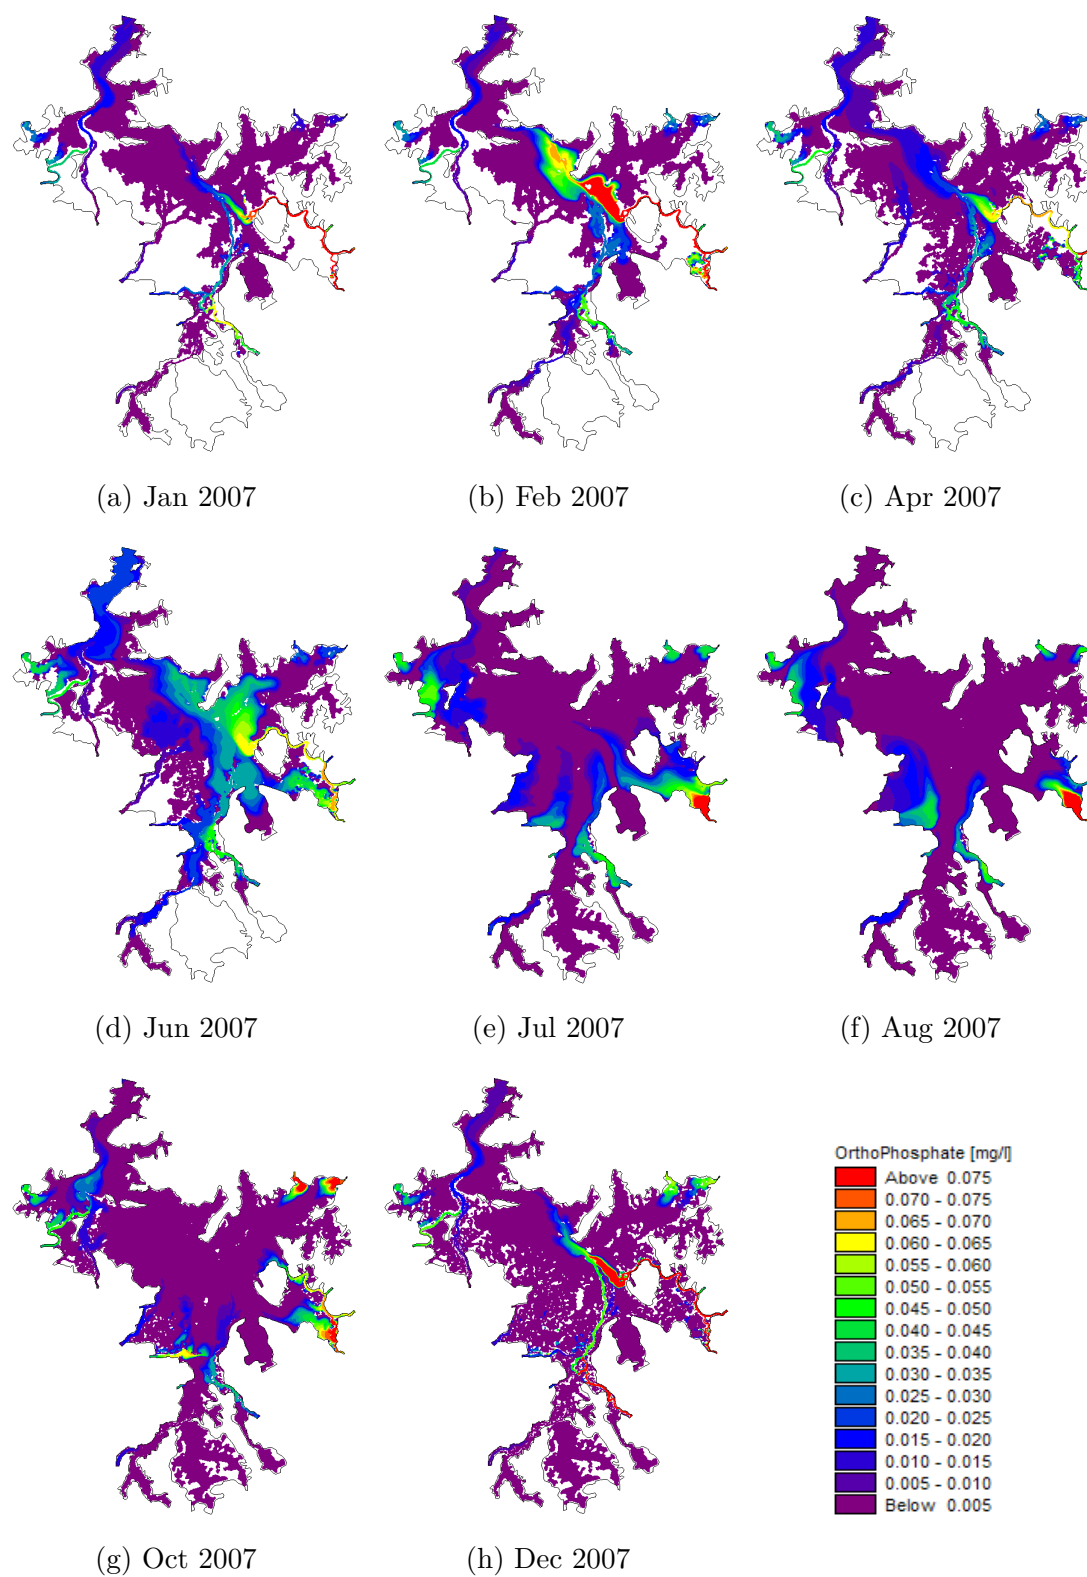 (a) Jan 2007
(b) Feb 2007
(c) Apr 2007
(d) Jun 2007
(e) Jul 2007
(f) Aug 2007
(g) Oct 2007
(h) Dec 2007
OrthoPhosphate [mg/l]
Above 0.075
0.070 - 0.075
0.065 - 0.070
0.060 - 0.065
0.055 - 0.060
0.050 - 0.055
0.045 - 0.050
0.040 - 0.045
0.035 - 0.040
0.030 - 0.035
0.025 - 0.030
0.020 - 0.025
0.015 - 0.020
0.010 - 0.015
0.005 - 0.010
Below 0.005